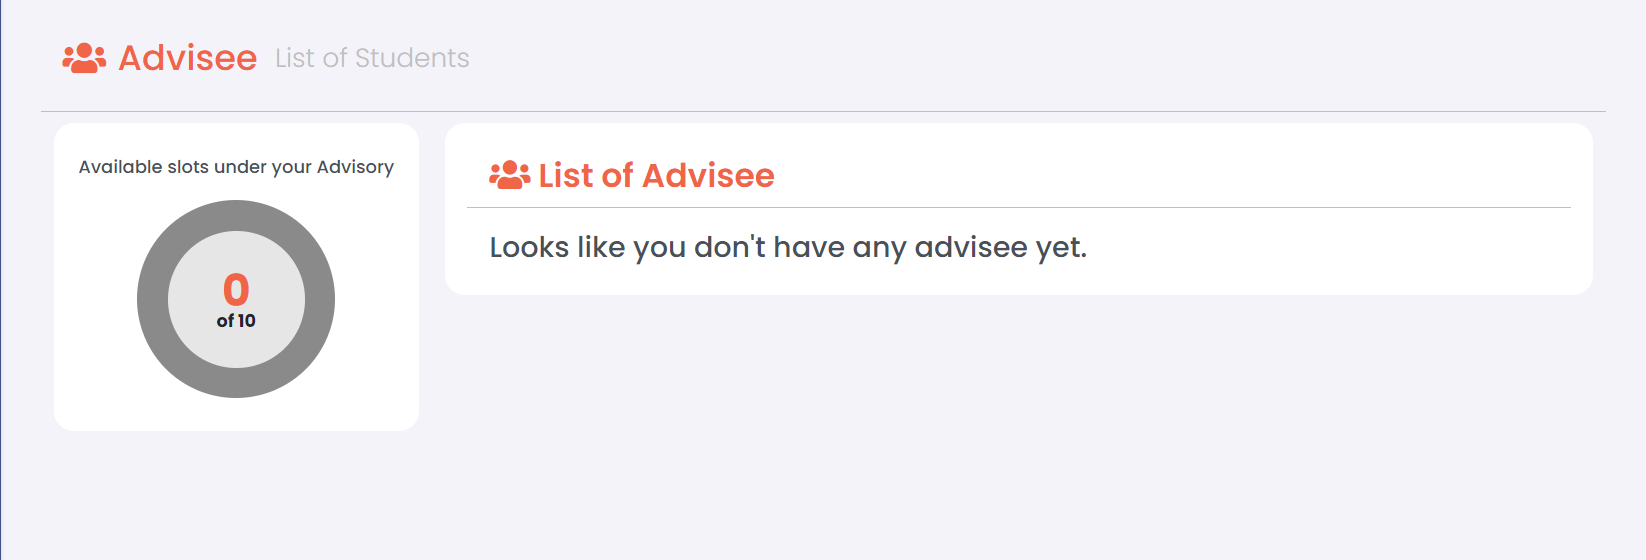 Advisee List of Students
Available slots under your Advisory
0
of 10
List of Advisee
Looks like you don't have any advisee yet.